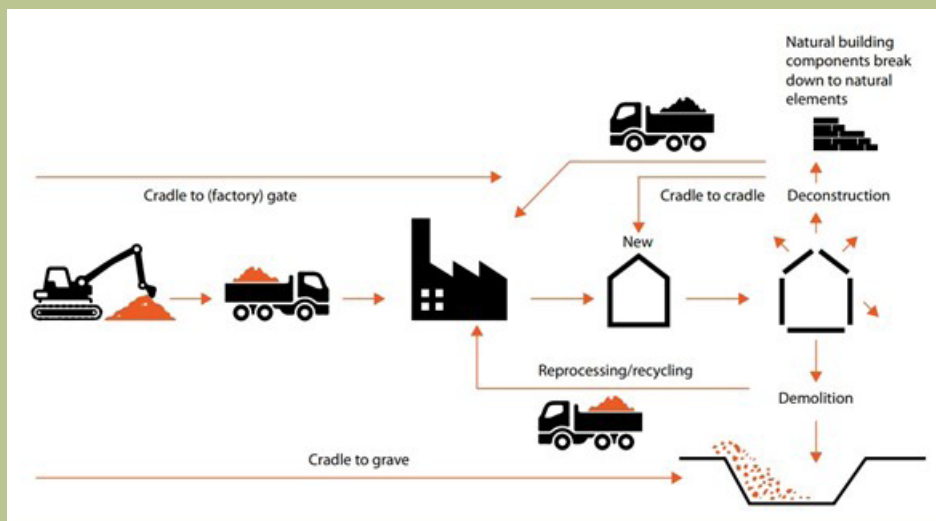 Natural building
components break
down to natural
elements
Cradle to (factory) gate
Cradle to cradle
Deconstruction
New
Reprocessing/recycling
Demolition
Cradle to grave